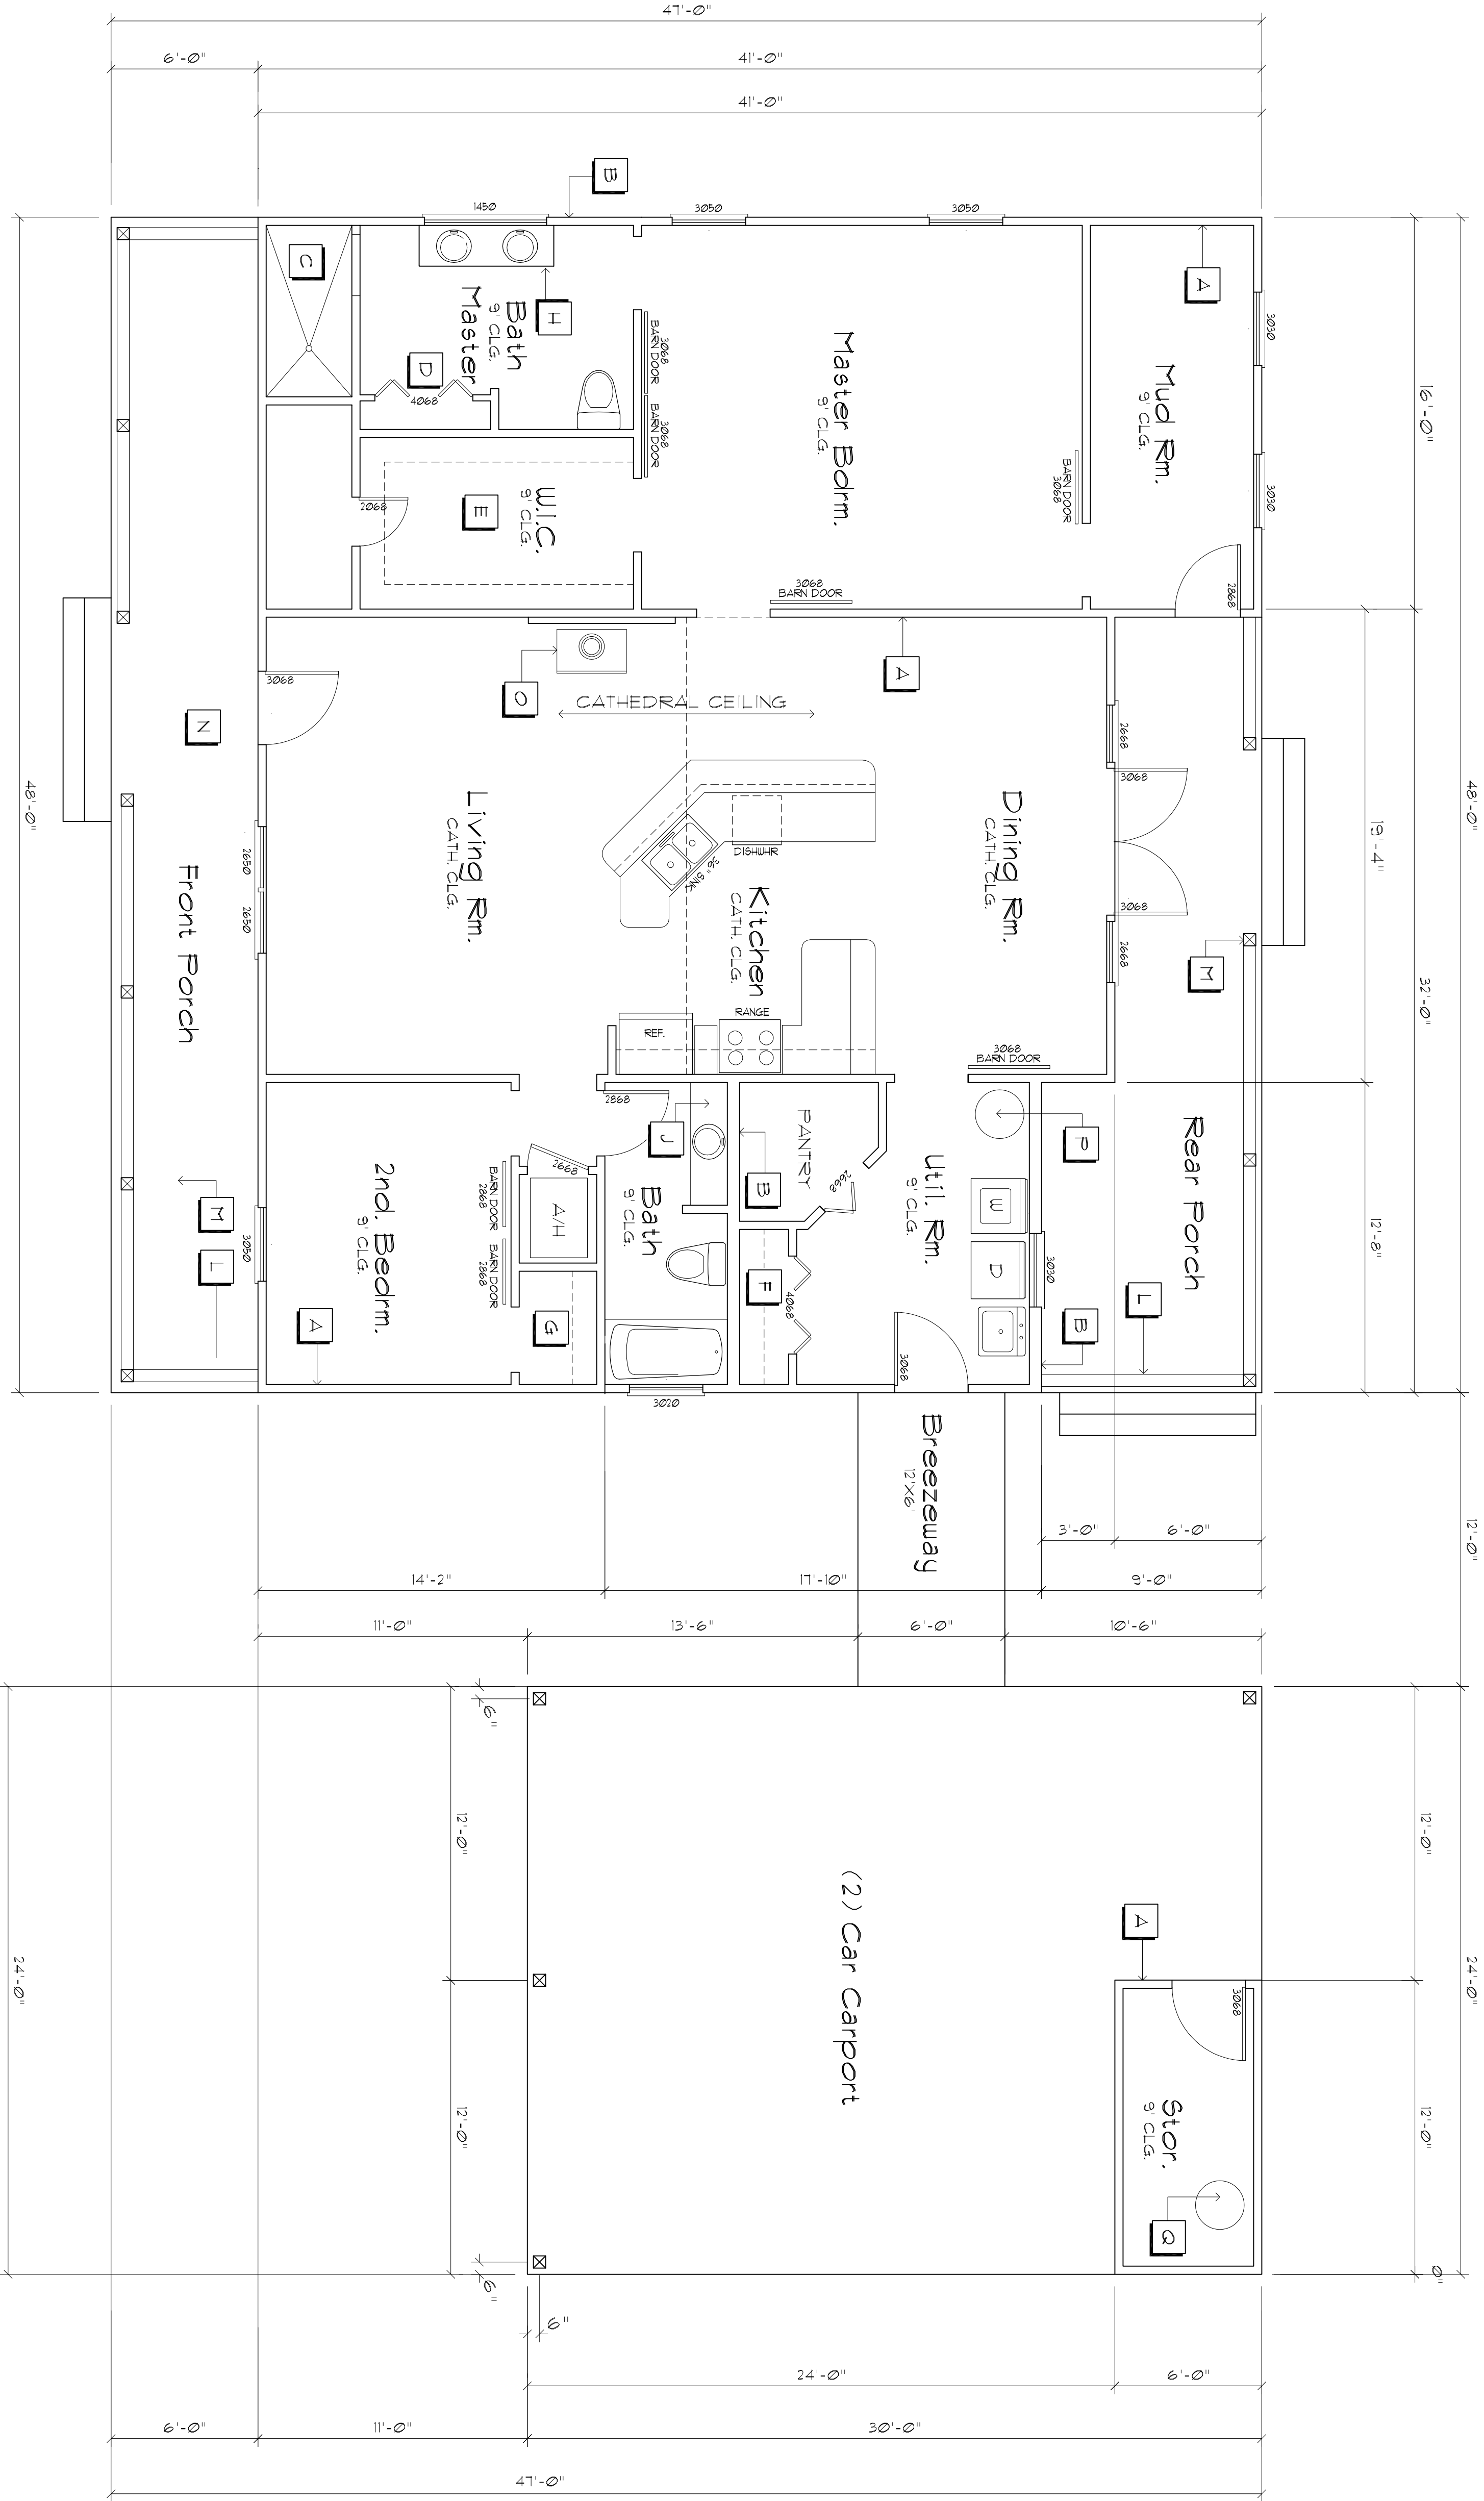 47'-0"
6'-0"
41'-0"
41'-0"
B
1450
3050
3050
C
H
Bath
9' CLG.
Master
D
4068
3068
BARN DOOR
3068
BARN DOOR
Master Bdrm.
9' CLG.
A
3030
Mud Rm.
9' CLG.
3030
BARN DOOR
3068
2868
16'-0"
W.I.C.
9' CLG.
E
2068
3068
BARN DOOR
A
O
3068
CATHEDRAL CEILING
N
48'-0"
48'-0"
2668
3068
Living Rm.
CATH. CLG.
Dining Rm.
CATH. CLG.
DISHWHR
36" SINK
Kitchen
CATH. CLG.
19'-4"
2650
2650
Front Porch
3068
2668
M
32'-0"
RANGE
REF.
3068
BARN DOOR
2868
J
PANTRY
P
Rear Porch
2nd. Bedrm.
9' CLG.
2668
BARN DOOR
2868
BARN DOOR
2868
A/H
Bath
9' CLG.
B
2668
Util. Rm.
9' CLG.
W
D
12'-8"
M
L
3050
A
G
F
4068
3030
L
B
3068
3020
Breezeway
12'X6'
3'-0"
6'-0"
12'-0"
14'-2"
17'-10"
9'-0"
11'-0"
13'-6"
6'-0"
10'-6"
6"
12'-0"
12'-0"
(2) Car Carport
A
24'-0"
24'-0"
3068
12'-0"
Stor.
9' CLG.
12'-0"
Q
6"
0"
6"
24'-0"
6'-0"
6'-0"
11'-0"
30'-0"
47'-0"